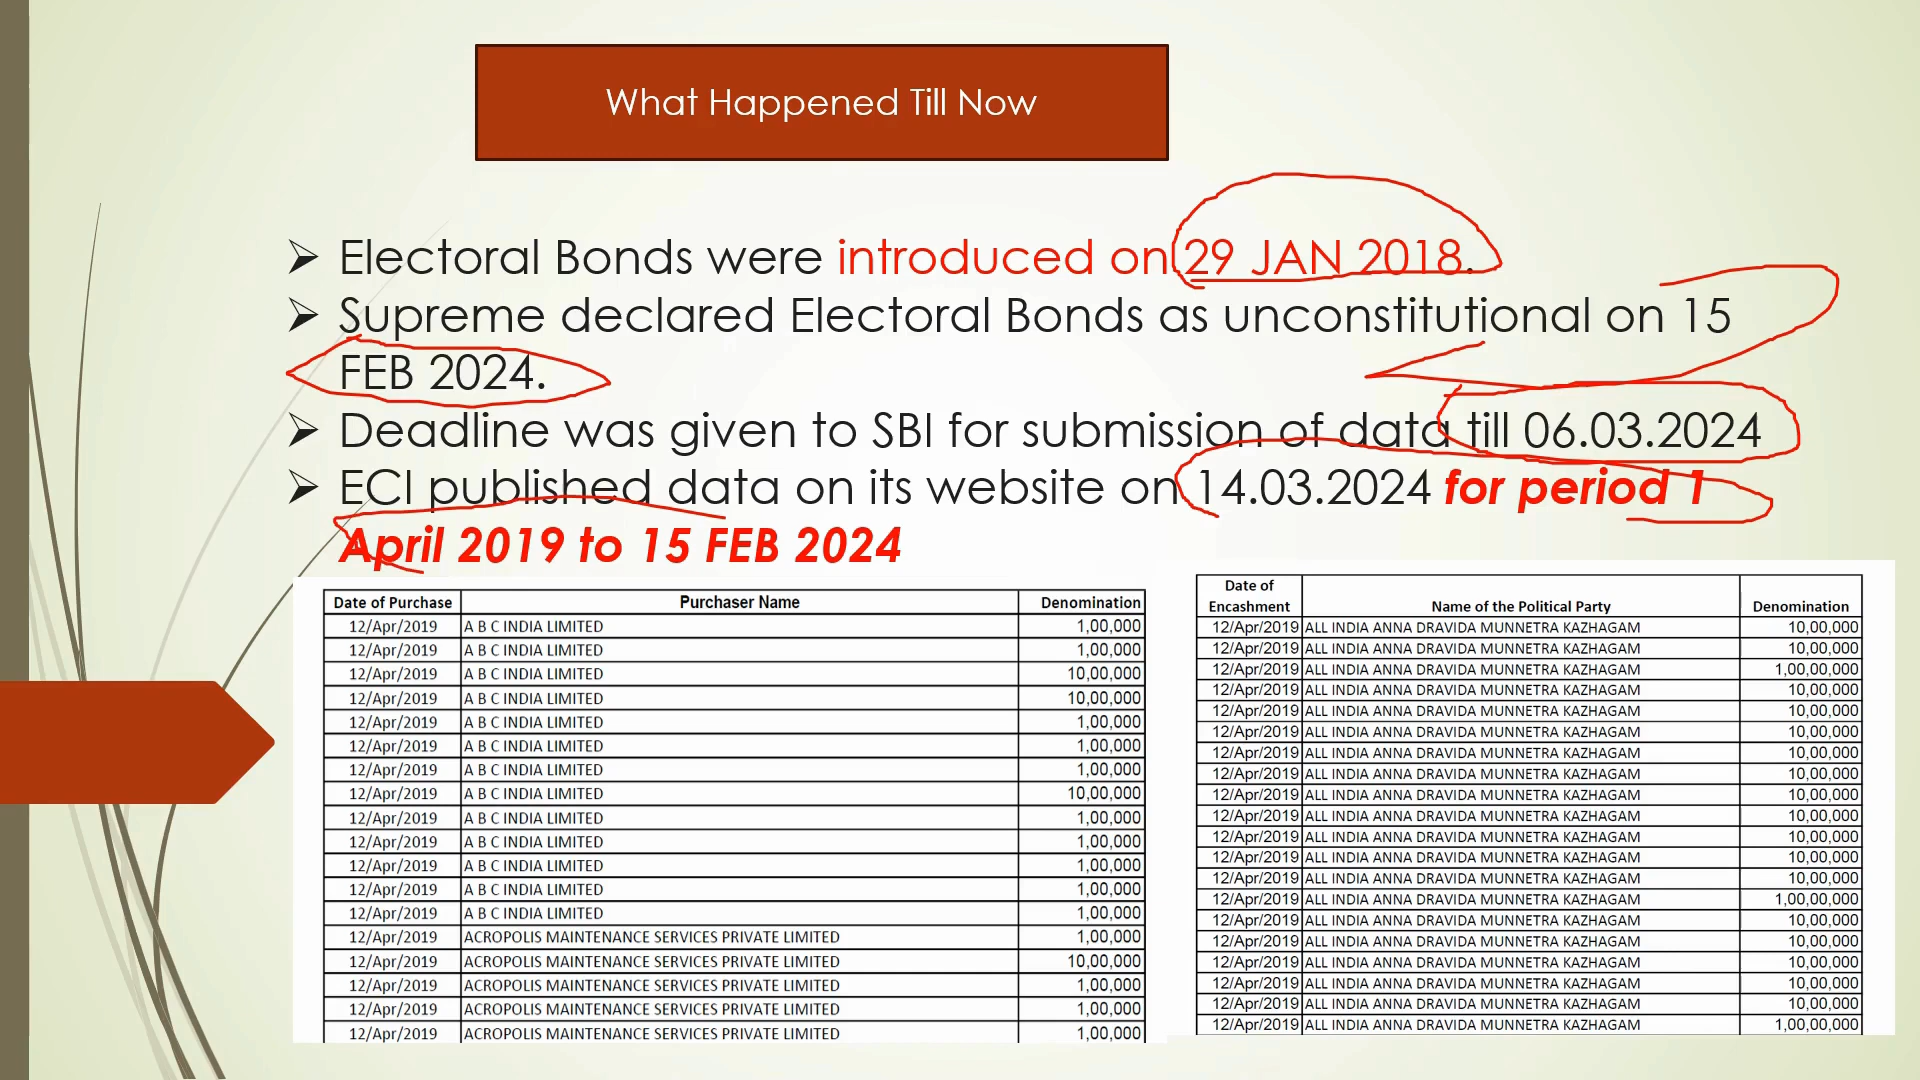 What Happened Till Now
Electoral Bonds were introduced on 29 JAN 2018.
Supreme declared Electoral Bonds as unconstitutional on 15
FEB 2024.
Deadline was given to SBI for submission of data till 06.03.2024
ECI published data on its website on 14.03.2024 for period 1
April 2019 to 15 FEB 2024
Date of Purchase Purchaser Name Denomination
12/Apr/2019 A B C INDIA LIMITED 1,00,000
12/Apr/2019 A B C INDIA LIMITED 1,00,000
12/Apr/2019 A B C INDIA LIMITED 10,00,000
12/Apr/2019 A B C INDIA LIMITED 10,00,000
12/Apr/2019 A B C INDIA LIMITED 1,00,000
12/Apr/2019 A B C INDIA LIMITED 1,00,000
12/Apr/2019 A B C INDIA LIMITED 1,00,000
12/Apr/2019 A B C INDIA LIMITED 10,00,000
12/Apr/2019 A B C INDIA LIMITED 1,00,000
12/Apr/2019 A B C INDIA LIMITED 1,00,000
12/Apr/2019 A B C INDIA LIMITED 1,00,000
12/Apr/2019 A B C INDIA LIMITED 1,00,000
12/Apr/2019 A B C INDIA LIMITED 1,00,000
12/Apr/2019 ACROPOLIS MAINTENANCE SERVICES PRIVATE LIMITED 1,00,000
12/Apr/2019 ACROPOLIS MAINTENANCE SERVICES PRIVATE LIMITED 10,00,000
12/Apr/2019 ACROPOLIS MAINTENANCE SERVICES PRIVATE LIMITED 1,00,000
12/Apr/2019 ACROPOLIS MAINTENANCE SERVICES PRIVATE LIMITED 1,00,000
12/Apr/2019 ACROPOLIS MAINTENANCE SERVICES PRIVATE LIMITED 1,00,000
Date of
Encashment Name of the Political Party Denomination
12/Apr/2019 ALL INDIA ANNA DRAVIDA MUNNETRA KAZHAGAM 10,00,000
12/Apr/2019 ALL INDIA ANNA DRAVIDA MUNNETRA KAZHAGAM 10,00,000
12/Apr/2019 ALL INDIA ANNA DRAVIDA MUNNETRA KAZHAGAM 1,00,00,000
12/Apr/2019 ALL INDIA ANNA DRAVIDA MUNNETRA KAZHAGAM 10,00,000
12/Apr/2019 ALL INDIA ANNA DRAVIDA MUNNETRA KAZHAGAM 10,00,000
12/Apr/2019 ALL INDIA ANNA DRAVIDA MUNNETRA KAZHAGAM 10,00,000
12/Apr/2019 ALL INDIA ANNA DRAVIDA MUNNETRA KAZHAGAM 10,00,000
12/Apr/2019 ALL INDIA ANNA DRAVIDA MUNNETRA KAZHAGAM 10,00,000
12/Apr/2019 ALL INDIA ANNA DRAVIDA MUNNETRA KAZHAGAM 10,00,000
12/Apr/2019 ALL INDIA ANNA DRAVIDA MUNNETRA KAZHAGAM 10,00,000
12/Apr/2019 ALL INDIA ANNA DRAVIDA MUNNETRA KAZHAGAM 10,00,000
12/Apr/2019 ALL INDIA ANNA DRAVIDA MUNNETRA KAZHAGAM 10,00,000
12/Apr/2019 ALL INDIA ANNA DRAVIDA MUNNETRA KAZHAGAM 10,00,000
12/Apr/2019 ALL INDIA ANNA DRAVIDA MUNNETRA KAZHAGAM 1,00,00,000
12/Apr/2019 ALL INDIA ANNA DRAVIDA MUNNETRA KAZHAGAM 10,00,000
12/Apr/2019 ALL INDIA ANNA DRAVIDA MUNNETRA KAZHAGAM 10,00,000
12/Apr/2019 ALL INDIA ANNA DRAVIDA MUNNETRA KAZHAGAM 10,00,000
12/Apr/2019 ALL INDIA ANNA DRAVIDA MUNNETRA KAZHAGAM 10,00,000
12/Apr/2019 ALL INDIA ANNA DRAVIDA MUNNETRA KAZHAGAM 10,00,000
12/Apr/2019 ALL INDIA ANNA DRAVIDA MUNNETRA KAZHAGAM 1,00,00,000